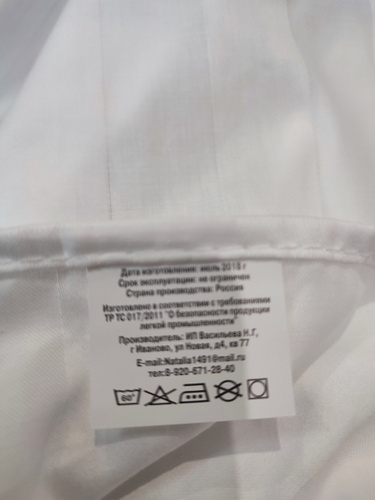 Дата изготовления: июль 2018 г
Срок эксплуатации: не ограничен
Страна производства: Россия
Изготовлено в соответствии с требованиями
ТР ТС 017/2011 "О безопасности продукции
легкой промышленности"
Производитель: ИП Васильева Н.Г,
г Иваново, ул Новая, д4, кв 77
E-mail:Natalia1491@mail.ru
тел:8-920-671-28-40
60°